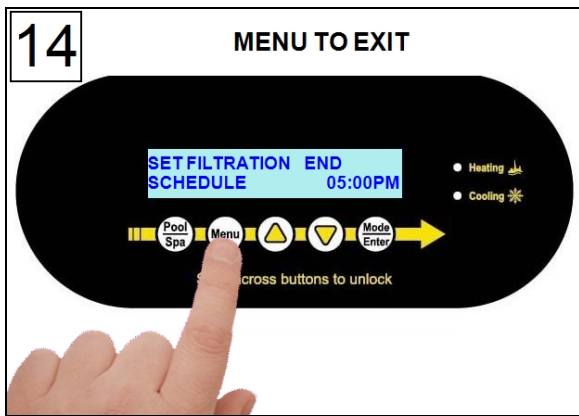 14
MENU TO EXIT
SET FILTRATION END
SCHEDULE 05:00PM
Heating
Cooling
Pool
Spa
Menu
Mode
Enter
cross buttons to unlock